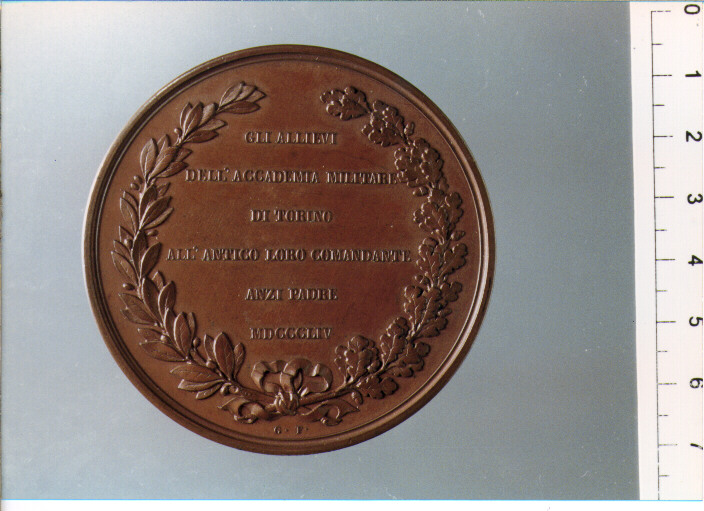 GLI ALLIEVI
DELL' ACCADEMIA MILITARE
DI TORINO
ALL' ANTICO LORO COMANDANTE
ANZI PADRE
MDCCCLIV
G · F ·
0
1
2
3
4
5
6
7